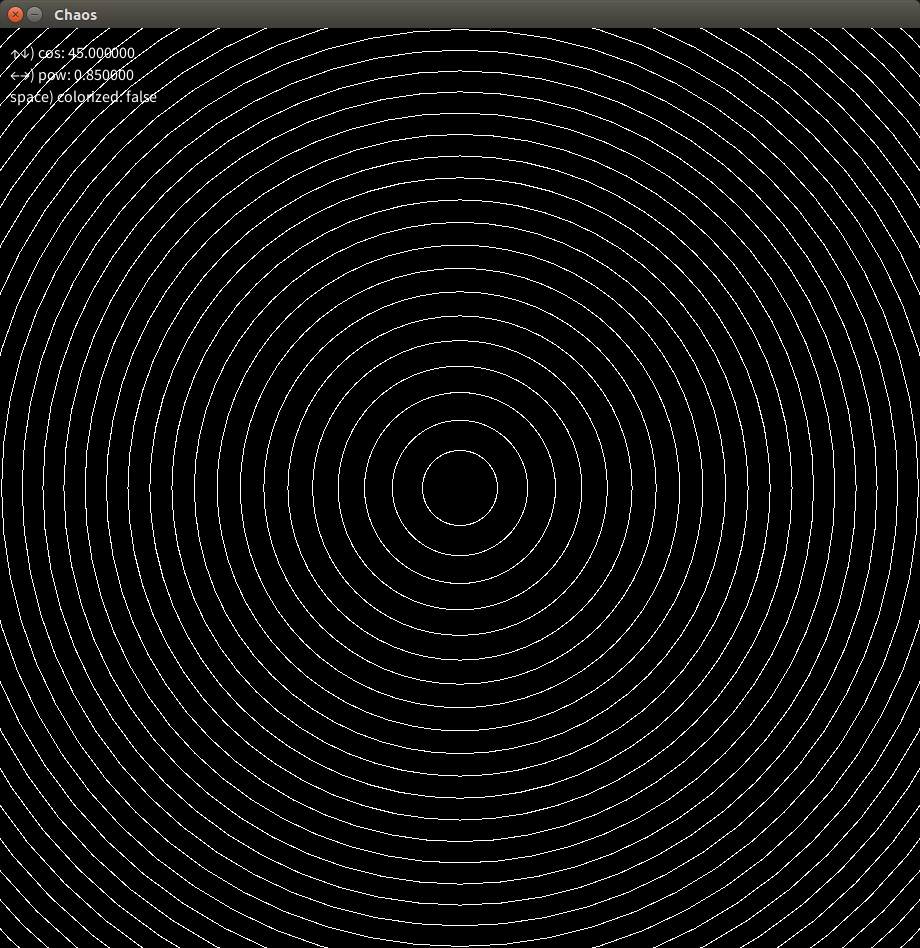 Chaos
↑↓) cos: 45.000000
←→) pow: 0.850000
space) colorized: false